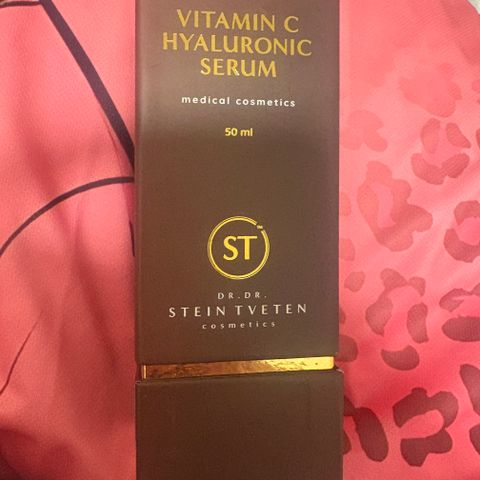 VITAMIN C
HYALURONIC
SERUM
medical cosmetics
50 ml
ST
DR.DR.
STEIN TVETEN
cosmetics